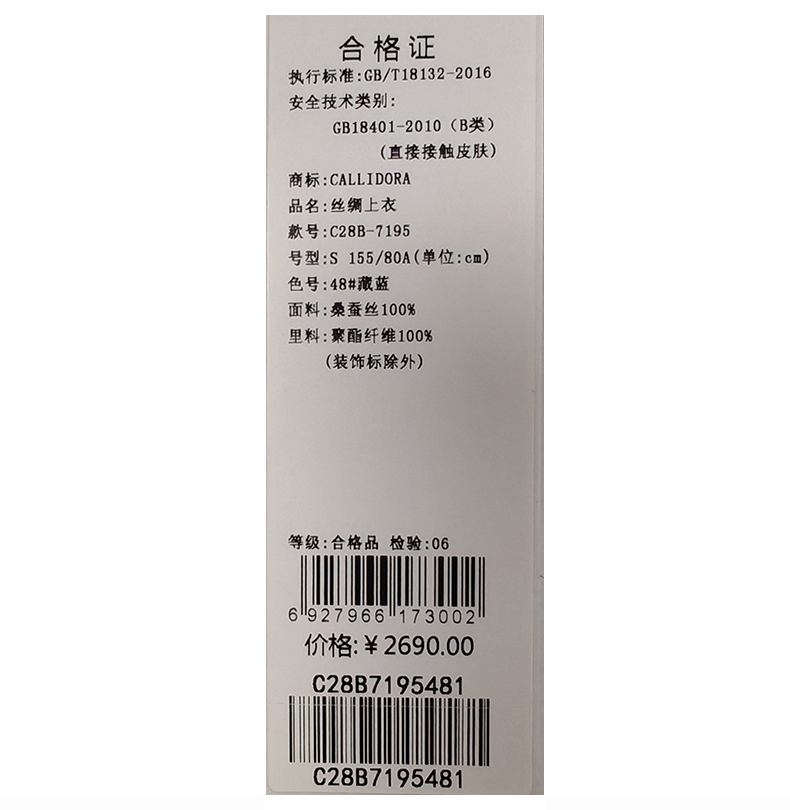 合格证
执行标准:GB/T18132-2016
安全技术类别:
GB18401-2010（B类）
(直接接触皮肤)
商标:CALLIDORA
品名:丝绸上衣
款号:C28B-7195
号型:S 155/80A(单位:cm)
色号:48#藏蓝
面料:桑蚕丝100%
里料:聚酯纤维100%
(装饰标除外)
等级:合格品 检验:06
6 927966 173002
价格:¥2690.00
C28B7195481
C28B7195481